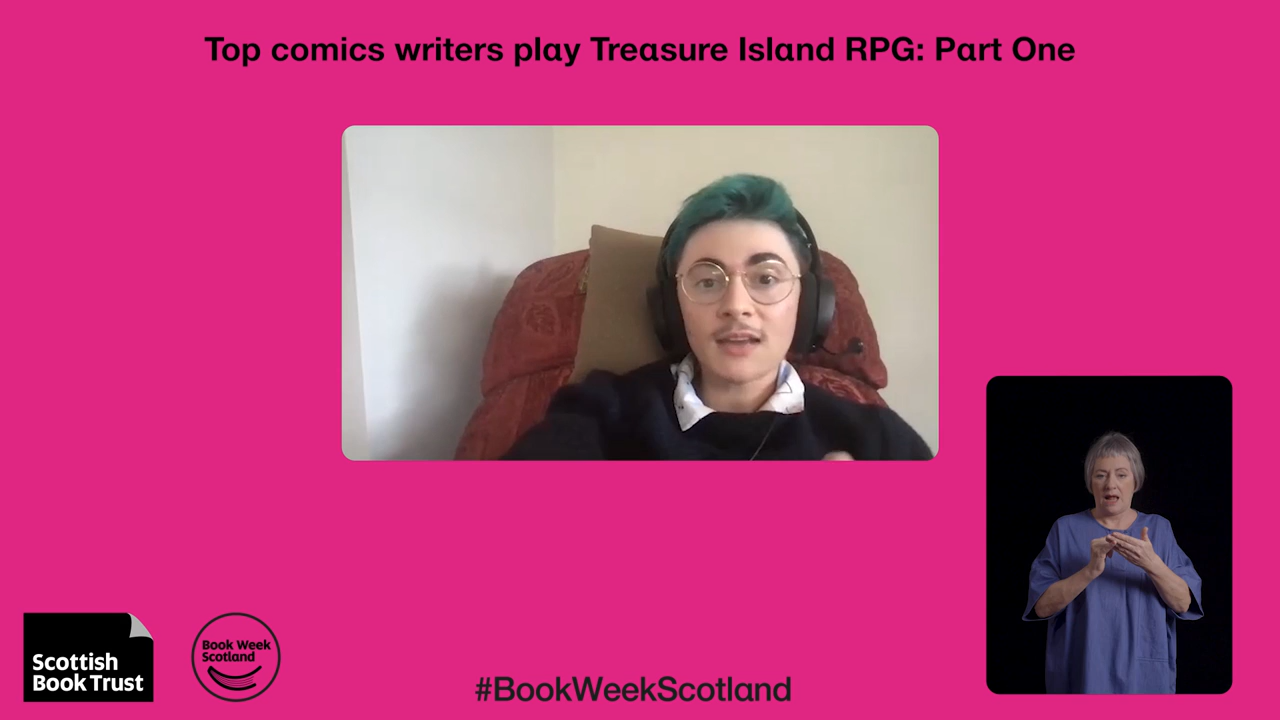 Top comics writers play Treasure Island RPG: Part One
Scottish
Book Trust
Book Week
Scotland
#BookWeekScotland